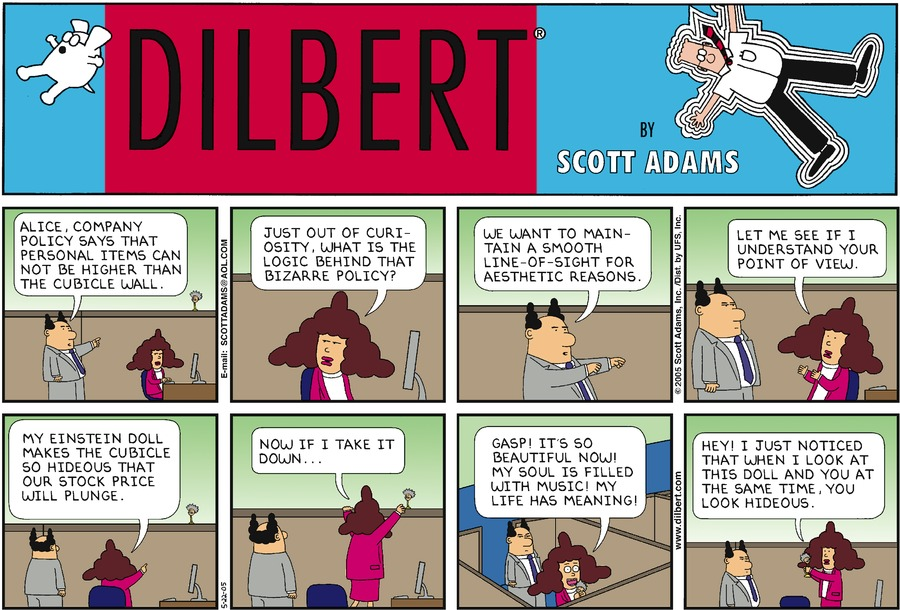 DILBERT®
BY
SCOTT ADAMS
ALICE, COMPANY
POLICY SAYS THAT
PERSONAL ITEMS CAN
NOT BE HIGHER THAN
THE CUBICLE WALL.
E-mail: SCOTTADAMS@AOL.COM
JUST OUT OF CURI-
OSITY, WHAT IS THE
LOGIC BEHIND THAT
BIZARRE POLICY?
WE WANT TO MAIN-
TAIN A SMOOTH
LINE-OF-SIGHT FOR
AESTHETIC REASONS.
©2005 Scott Adams, Inc./Dist. by UFS, Inc.
LET ME SEE IF I
UNDERSTAND YOUR
POINT OF VIEW.
MY EINSTEIN DOLL
MAKES THE CUBICLE
SO HIDEOUS THAT
OUR STOCK PRICE
WILL PLUNGE.
5-22-05
NOW IF I TAKE IT
DOWN...
GASP! IT'S SO
BEAUTIFUL NOW!
MY SOUL IS FILLED
WITH MUSIC! MY
LIFE HAS MEANING!
www.dilbert.com
HEY! I JUST NOTICED
THAT WHEN I LOOK AT
THIS DOLL AND YOU AT
THE SAME TIME, YOU
LOOK HIDEOUS.